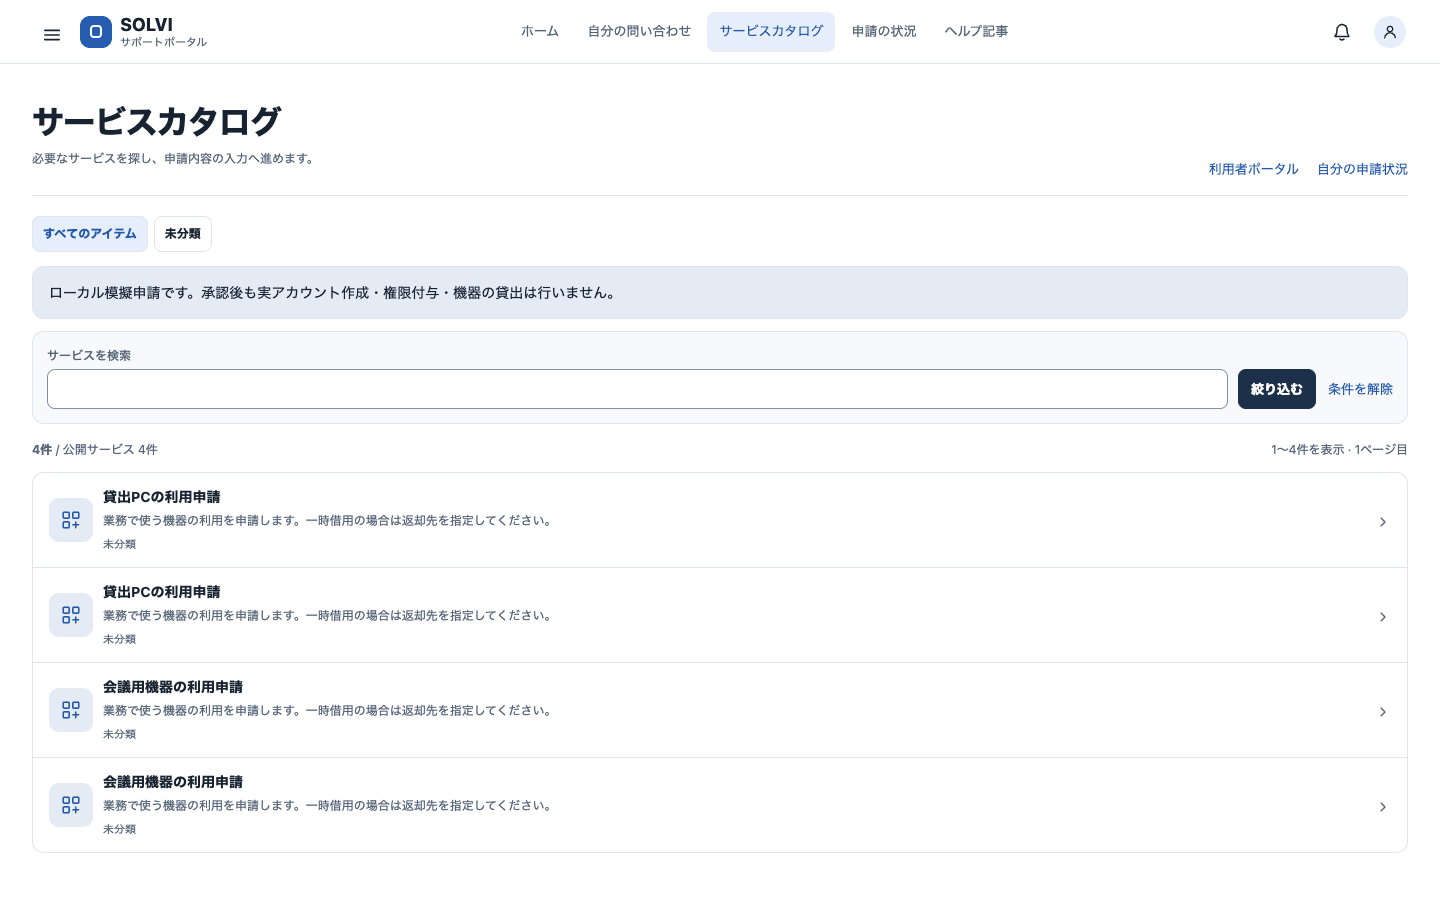 SOLVI
サポートポータル
ホーム
自分の問い合わせ
サービスカタログ
申請の状況
ヘルプ記事
サービスカタログ
必要なサービスを探し、申請内容の入力へ進めます。
利用者ポータル
自分の申請状況
すべてのアイテム
未分類
ローカル模擬申請です。承認後も実アカウント作成・権限付与・機器の貸出は行いません。
サービスを検索
絞り込む
条件を解除
4件 / 公開サービス 4件
1〜4件を表示 · 1ページ目
貸出PCの利用申請
業務で使う機器の利用を申請します。一時借用の場合は返却先を指定してください。
未分類
貸出PCの利用申請
業務で使う機器の利用を申請します。一時借用の場合は返却先を指定してください。
未分類
会議用機器の利用申請
業務で使う機器の利用を申請します。一時借用の場合は返却先を指定してください。
未分類
会議用機器の利用申請
業務で使う機器の利用を申請します。一時借用の場合は返却先を指定してください。
未分類